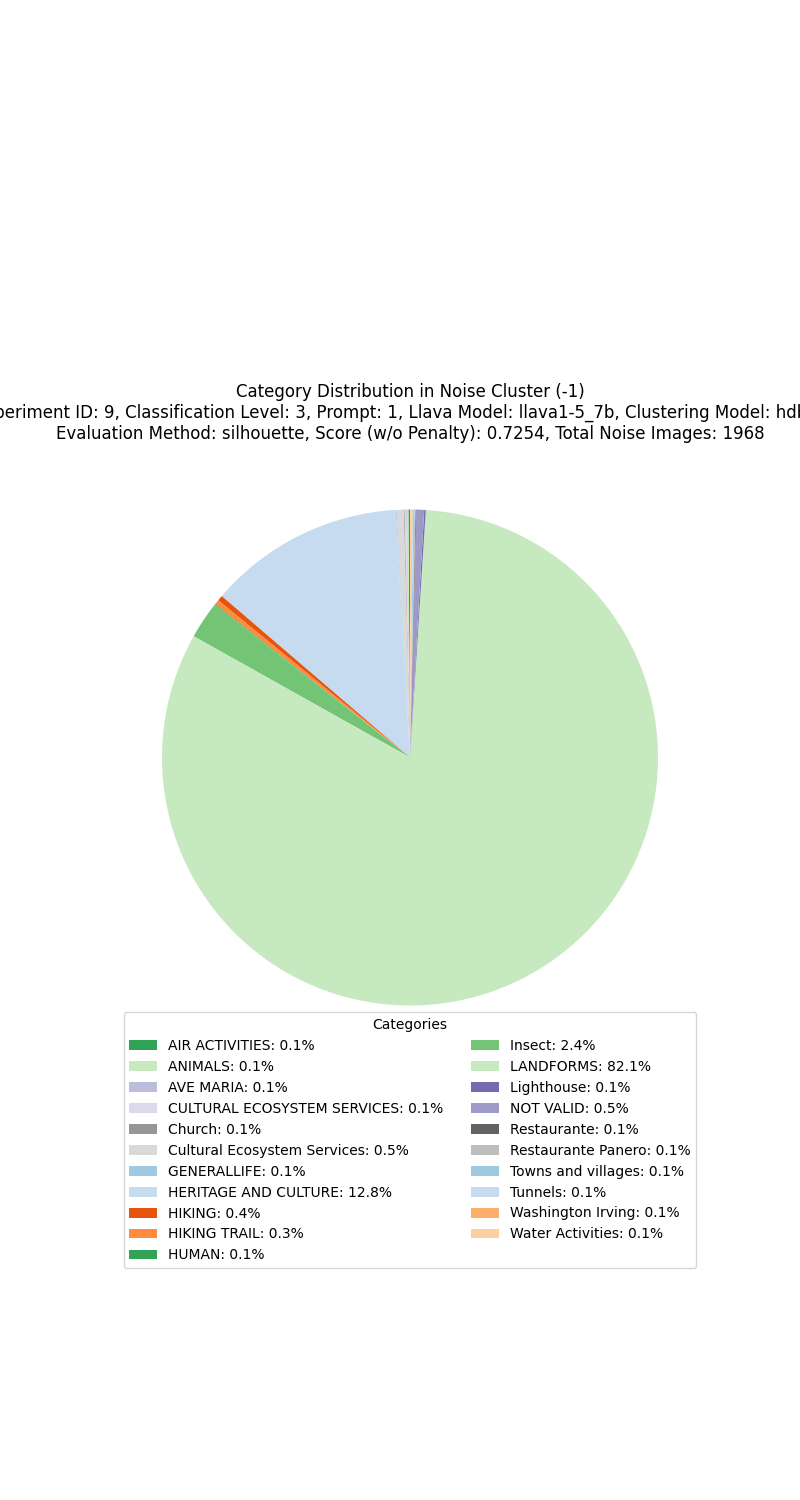 Category Distribution in Noise Cluster (-1)
ID: 9, Classification Level: 3, Prompt: 1, Llava Model: llava1-5_7b, Clustering Model:
Evaluation Method: silhouette, Score (w/o Penalty): 0.7254, Total Noise Images: 1968
Categories
AIR ACTIVITIES: 0.1%
ANIMALS: 0.1%
AVE MARIA: 0.1%
CULTURAL ECOSYSTEM SERVICES: 0.1%
Church: 0.1%
Cultural Ecosystem Services: 0.5%
GENERALLIFE: 0.1%
HERITAGE AND CULTURE: 12.8%
HIKING: 0.4%
HIKING TRAIL: 0.3%
HUMAN: 0.1%
Insect: 2.4%
LANDFORMS: 82.1%
Lighthouse: 0.1%
NOT VALID: 0.5%
Restaurante: 0.1%
Restaurante Panero: 0.1%
Towns and villages: 0.1%
Tunnels: 0.1%
Washington Irving: 0.1%
Water Activities: 0.1%